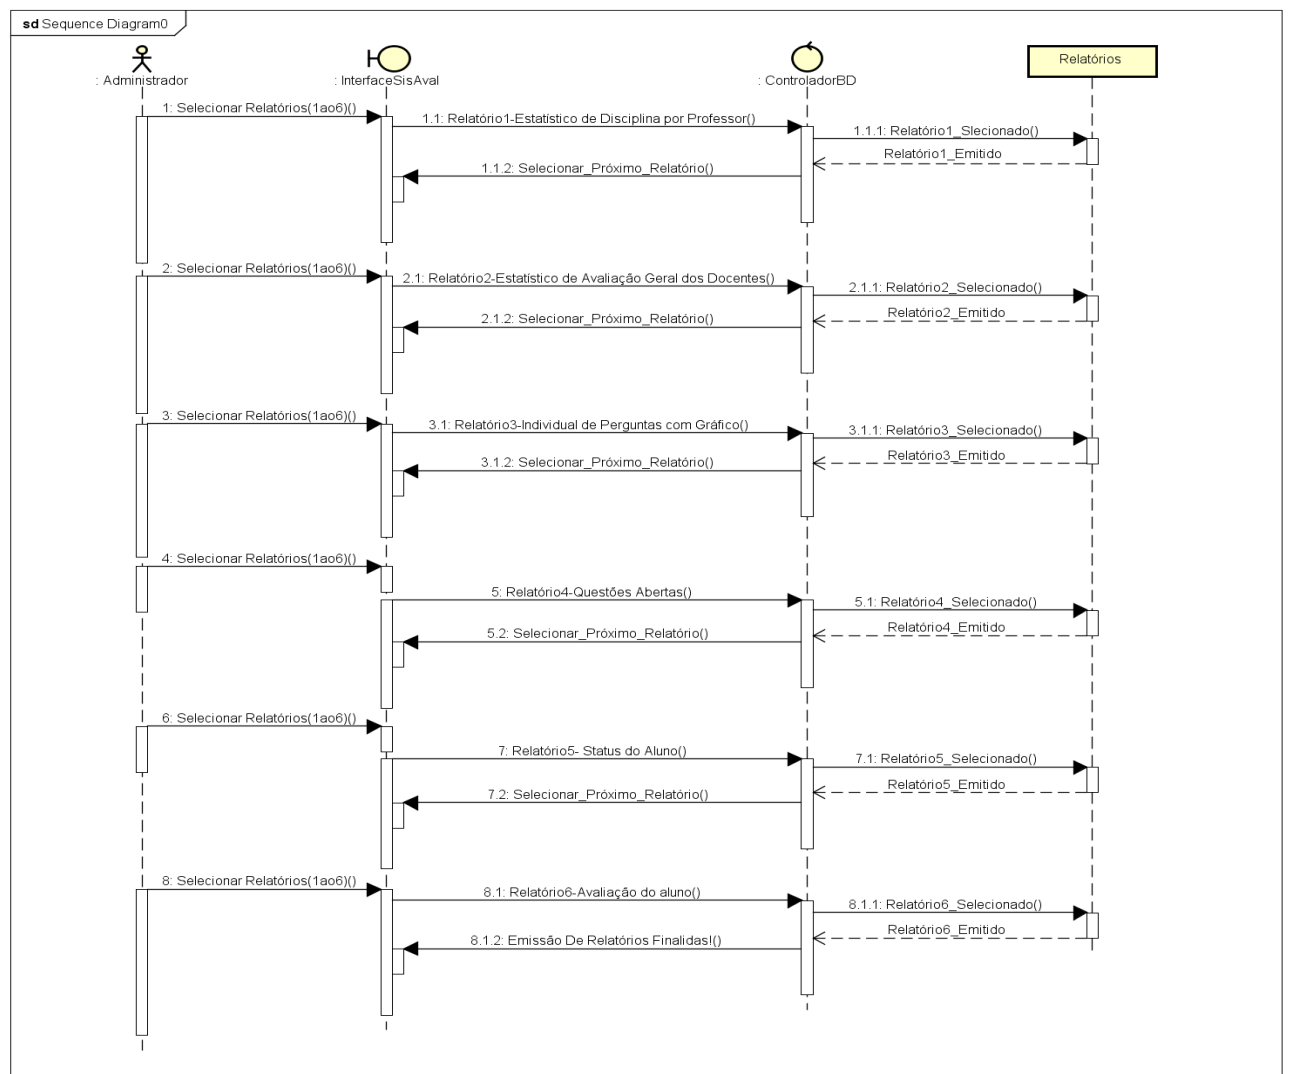 sd Sequence Diagram0
: Administrador
: InterfaceSisAval
: ControladorBD
Relatórios
1: Selecionar Relatórios(1ao6)()
1.1: Relatório1-Estatístico de Disciplina por Professor()
1.1.1: Relatório1_Slecionado()
Relatório1_Emitido
1.1.2: Selecionar_Próximo_Relatório()
2: Selecionar Relatórios(1ao6)()
2.1: Relatório2-Estatístico de Avaliação Geral dos Docentes()
2.1.1: Relatório2_Selecionado()
Relatório2_Emitido
2.1.2: Selecionar_Próximo_Relatório()
3: Selecionar Relatórios(1ao6)()
3.1: Relatório3-Individual de Perguntas com Gráfico()
3.1.1: Relatório3_Selecionado()
Relatório3_Emitido
3.1.2: Selecionar_Próximo_Relatório()
4: Selecionar Relatórios(1ao6)()
5: Relatório4-Questões Abertas()
5.1: Relatório4_Selecionado()
Relatório4_Emitido
5.2: Selecionar_Próximo_Relatório()
6: Selecionar Relatórios(1ao6)()
7: Relatório5- Status do Aluno()
7.1: Relatório5_Selecionado()
Relatório5_Emitido
7.2: Selecionar_Próximo_Relatório()
8: Selecionar Relatórios(1ao6)()
8.1: Relatório6-Avaliação do aluno()
8.1.1: Relatório6_Selecionado()
Relatório6_Emitido
8.1.2: Emissão De Relatórios Finalidas!()